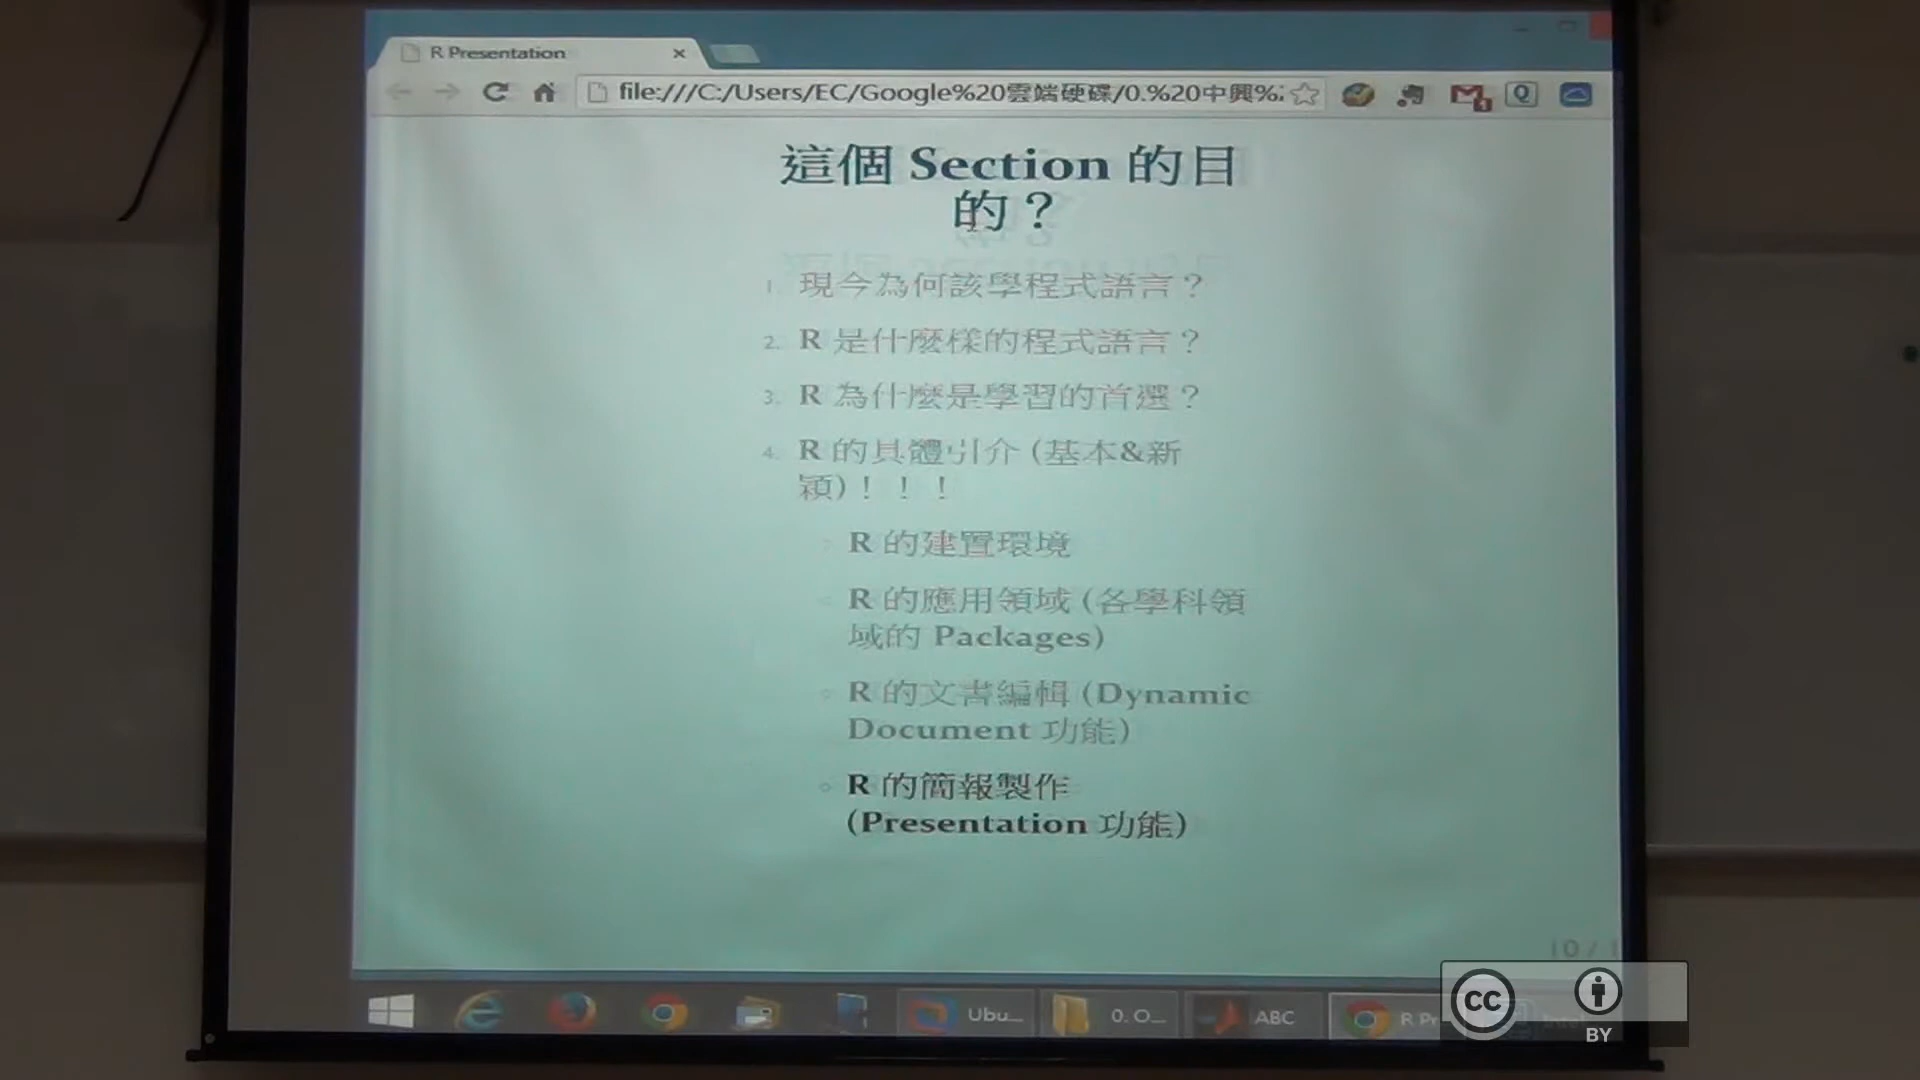 R Presentation
file:///C:/Users/EC/Google%20雲端硬碟/0.%20中興%
這個 Section 的目
的？
1. 現今為何該學程式語言？
2. R 是什麼樣的程式語言？
3. R 為什麼是學習的首選？
4. R 的具體引介 (基本&新
穎)！！！
R 的建置環境
R 的應用領域 (各學科領
域的 Packages)
R 的文書編輯 (Dynamic
Document 功能)
R 的簡報製作
(Presentation 功能)
10 / 1
Ubu... 0. O... ABC R Pr
cc
BY